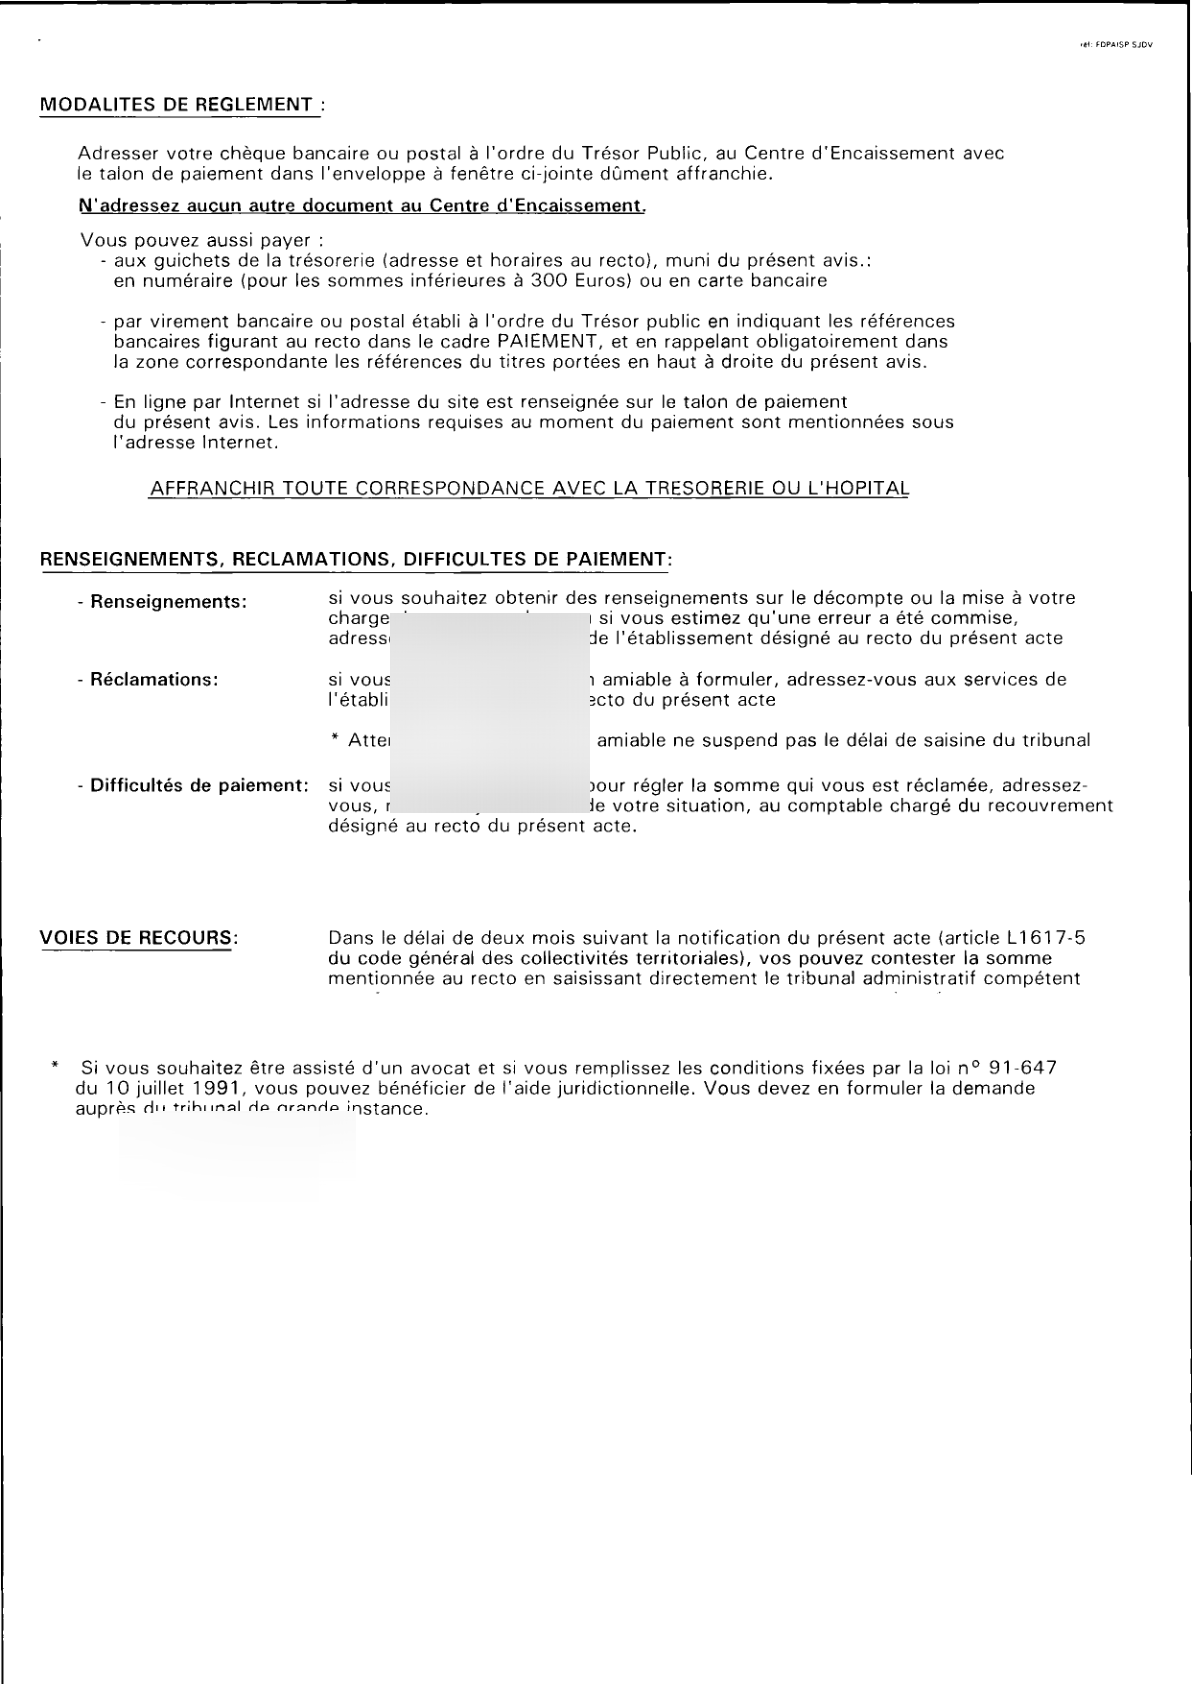 réf: FDPAISP SJDV
MODALITES DE REGLEMENT :
Adresser votre chèque bancaire ou postal à l'ordre du Trésor Public, au Centre d'Encaissement avec
le talon de paiement dans l'enveloppe à fenêtre ci-jointe dûment affranchie.
N'adressez aucun autre document au Centre d'Encaissement.
Vous pouvez aussi payer :
- aux guichets de la trésorerie (adresse et horaires au recto), muni du présent avis.:
en numéraire (pour les sommes inférieures à 300 Euros) ou en carte bancaire
- par virement bancaire ou postal établi à l'ordre du Trésor public en indiquant les références
bancaires figurant au recto dans le cadre PAIEMENT, et en rappelant obligatoirement dans
la zone correspondante les références du titres portées en haut à droite du présent avis.
- En ligne par Internet si l'adresse du site est renseignée sur le talon de paiement
du présent avis. Les informations requises au moment du paiement sont mentionnées sous
l'adresse Internet.
AFFRANCHIR TOUTE CORRESPONDANCE AVEC LA TRESORERIE OU L'HOPITAL
RENSEIGNEMENTS, RECLAMATIONS, DIFFICULTES DE PAIEMENT:
- Renseignements: si vous souhaitez obtenir des renseignements sur le décompte ou la mise à votre
charge si vous estimez qu'une erreur a été commise,
de l'établissement désigné au recto du présent acte
- Réclamations: si vous amiable à formuler, adressez-vous aux services de
du présent acte
* amiable ne suspend pas le délai de saisine du tribunal
- Difficultés de paiement: si vous pour régler la somme qui vous est réclamée, adressez-
vous, de votre situation, au comptable chargé du recouvrement
désigné au recto du présent acte.
VOIES DE RECOURS: Dans le délai de deux mois suivant la notification du présent acte (article L1617-5
du code général des collectivités territoriales), vos pouvez contester la somme
mentionnée au recto en saisissant directement le tribunal administratif compétent
* Si vous souhaitez être assisté d'un avocat et si vous remplissez les conditions fixées par la loi n° 91-647
du 10 juillet 1991, vous pouvez bénéficier de l'aide juridictionnelle. Vous devez en formuler la demande
auprès du tribunal de grande instance.